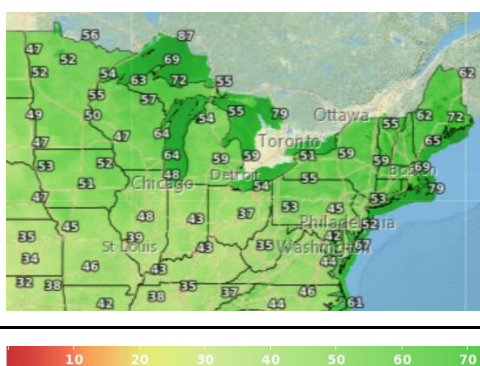 56 87
47 52 69
52 54 63 72 55 62
55 57
49 50 54 55 79 Ottawa 55 62 72
47 47 64 Toronto 65
53 52 64 59 59 51 59 59 69
48 Detroit
51 Chicago 54 55 79
47 53 53
45 48 43 37 45 Philadelphia 52
35 St Louis 39 43 35 Washington 42 67
34 46 43 44
32 38 35 37 46
42 38 44 61
10 20 30 40 50 60 70